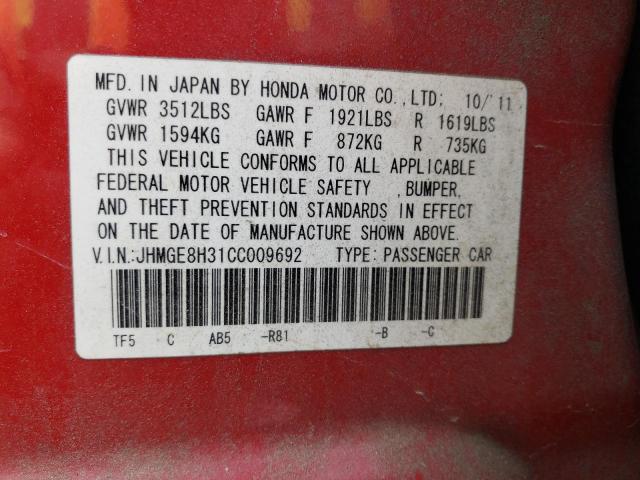 MFD. IN JAPAN BY HONDA MOTOR CO.,LTD; 10/'11
GVWR 3512LBS GAWR F 1921LBS R 1619LBS
GVWR 1594KG GAWR F 872KG R 735KG
THIS VEHICLE CONFORMS TO ALL APPLICABLE
FEDERAL MOTOR VEHICLE SAFETY ,BUMPER,
AND THEFT PREVENTION STANDARDS IN EFFECT
ON THE DATE OF MANUFACTURE SHOWN ABOVE.
V.I.N:JHMGE8H31CC009692 TYPE: PASSENGER CAR
TF5 C AB5 -R81 -B -C